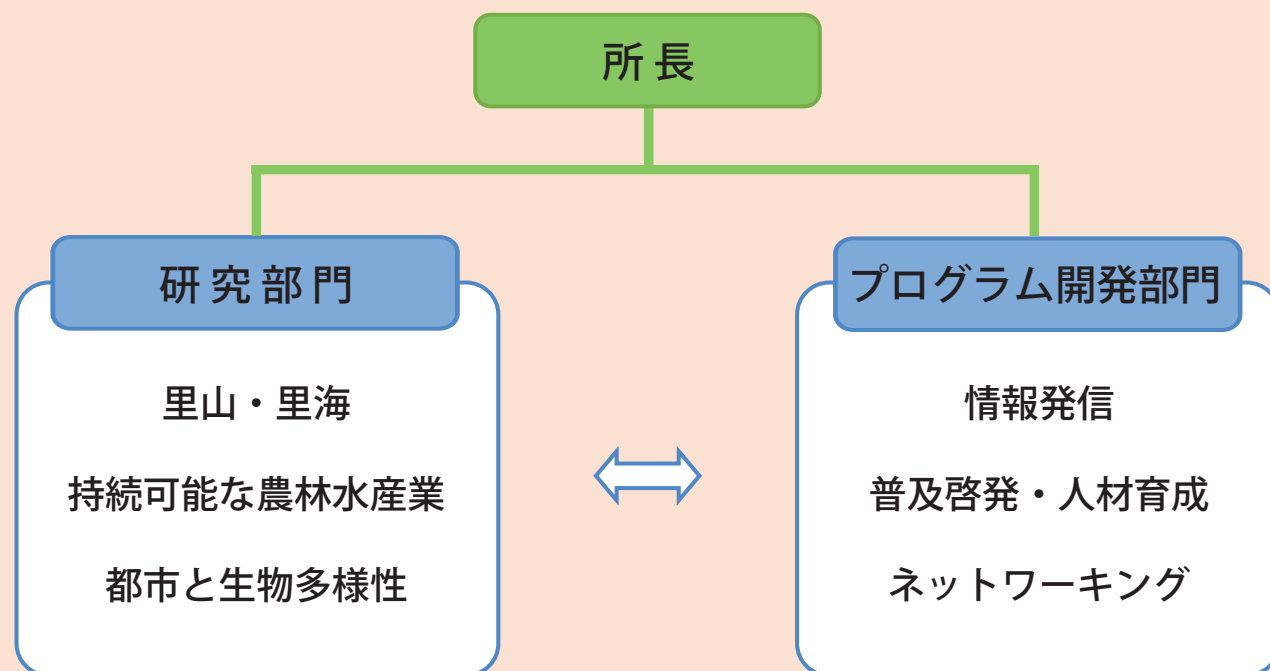 所長
研究部門
里山・里海
持続可能な農林水産業
都市と生物多様性
プログラム開発部門
情報発信
普及啓発・人材育成
ネットワーキング